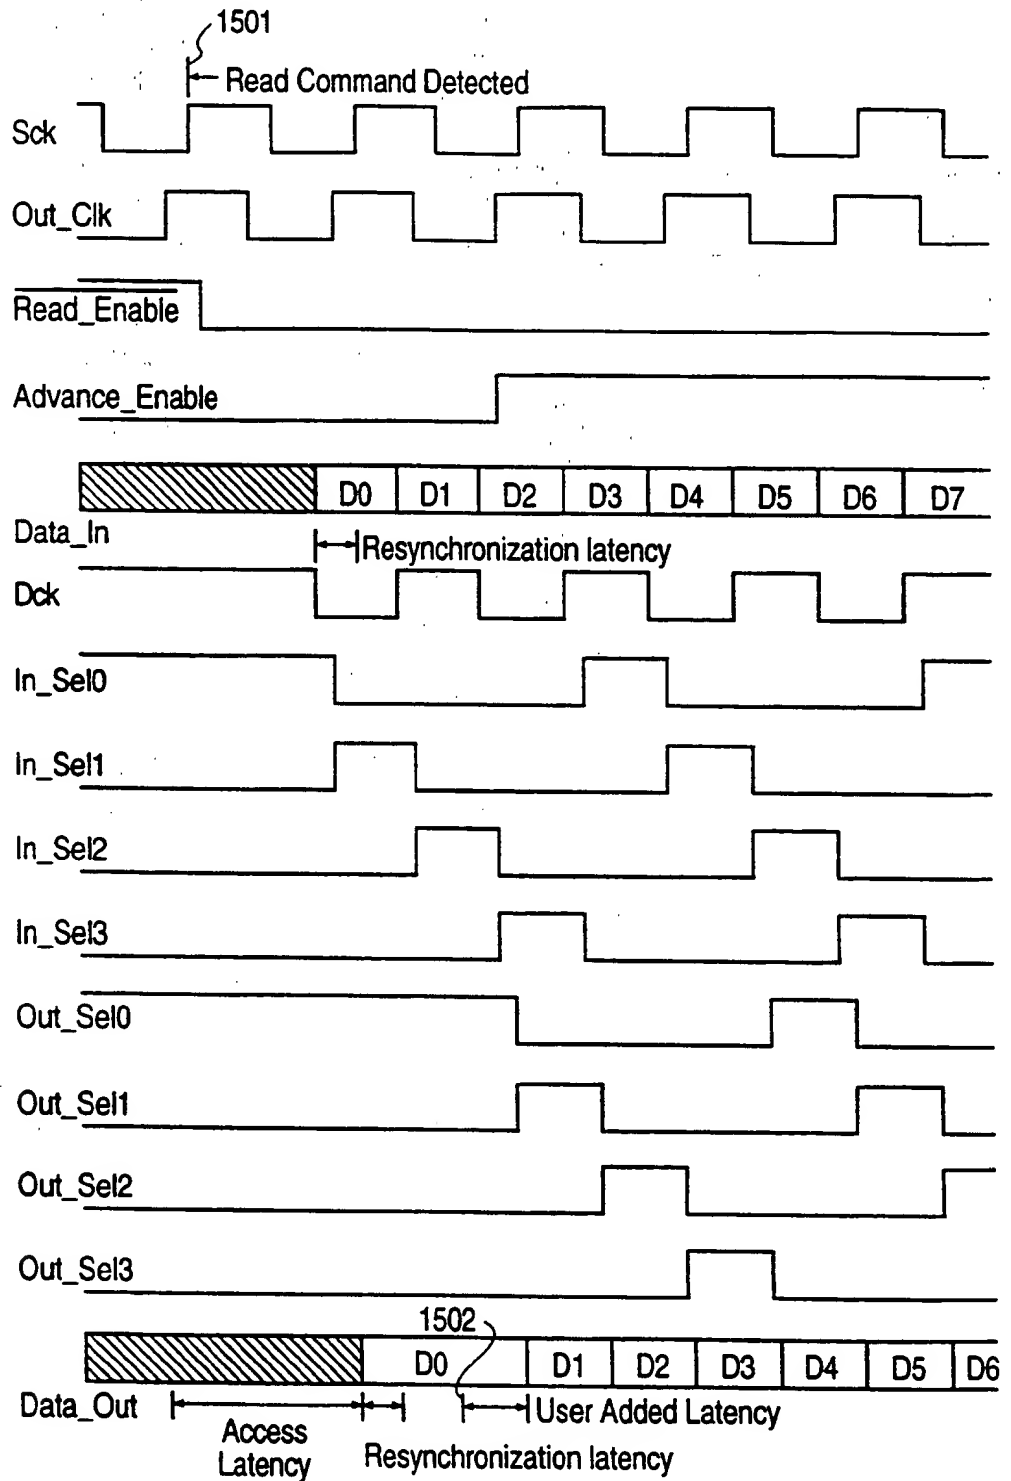 1501
Read Command Detected
Sck
Out_Clk
Read_Enable
Advance_Enable
D0 D1 D2 D3 D4 D5 D6 D7
Data_In
Resynchronization latency
Dck
In_Sel0
In_Sel1
In_Sel2
In_Sel3
Out_Sel0
Out_Sel1
Out_Sel2
Out_Sel3
1502
D0 D1 D2 D3 D4 D5 D6
Data_Out
User Added Latency
Access
Latency
Resynchronization latency